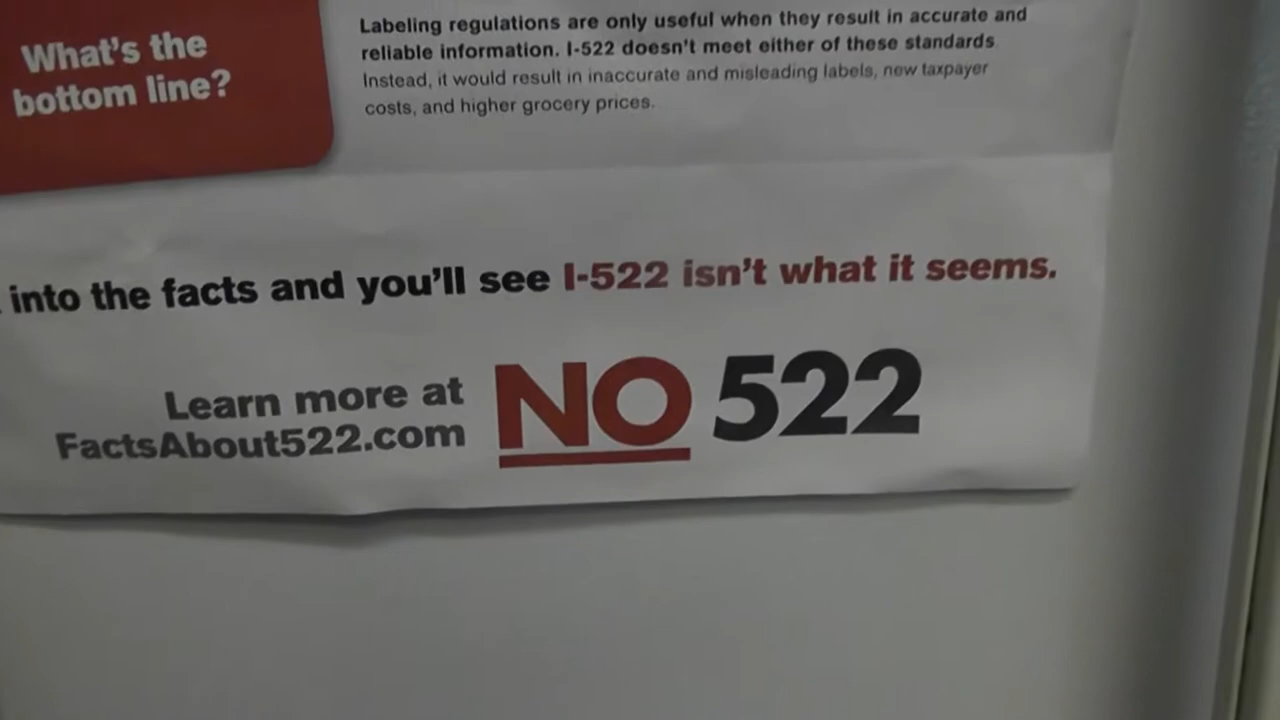 What's the
bottom line?
Labeling regulations are only useful when they result in accurate and
reliable information. I-522 doesn't meet either of these standards
Instead, it would result in inaccurate and misleading labels, new taxpayer
costs, and higher grocery prices.
into the facts and you'll see I-522 isn't what it seems.
Learn more at
FactsAbout522.com
NO 522